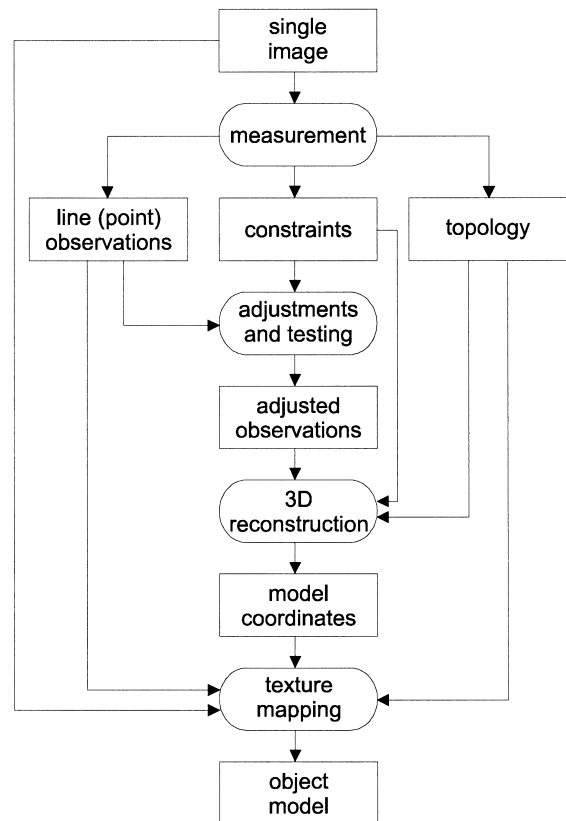 single
image
measurement
line (point)
observations
constraints
topology
adjustments
and testing
adjusted
observations
3D
reconstruction
model
coordinates
texture
mapping
object
model